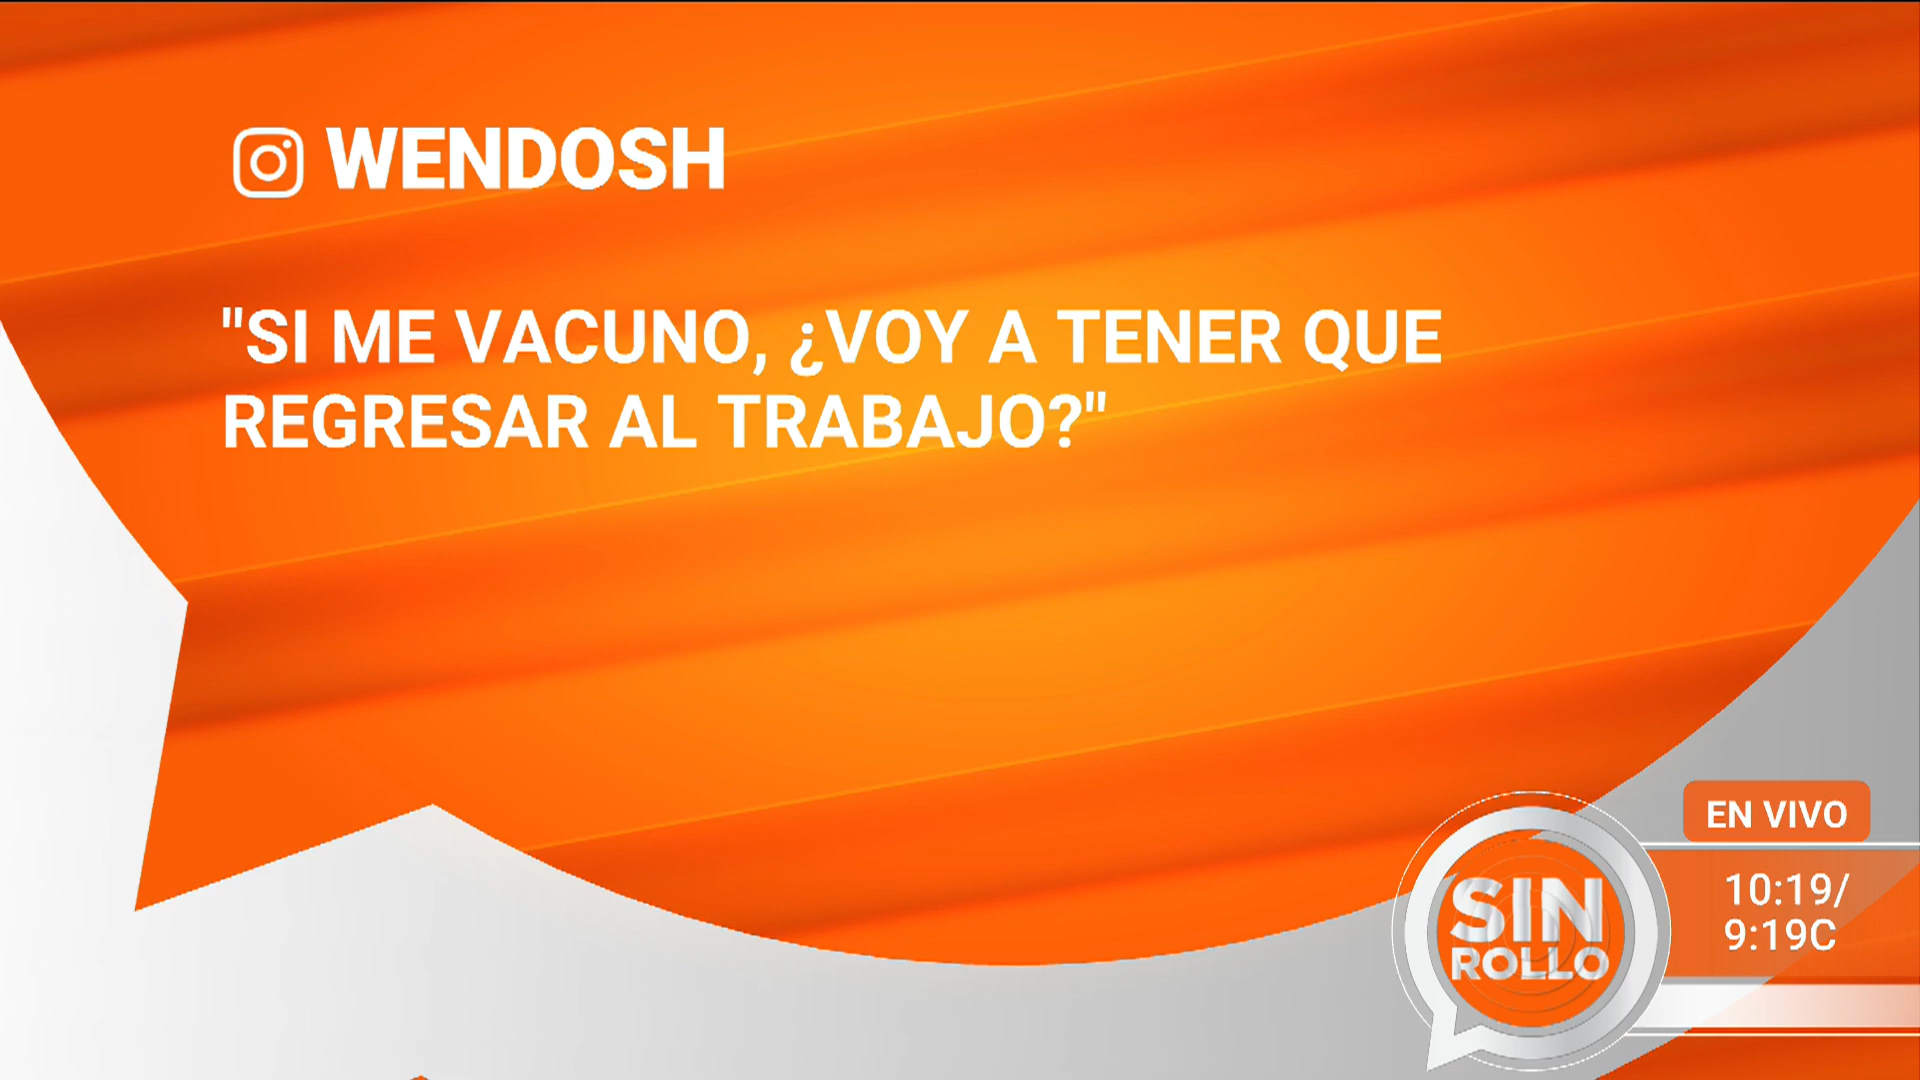 WENDOSH
"SI ME VACUNO, ¿VOY A TENER QUE
REGRESAR AL TRABAJO?"
EN VIVO
10:19/
9:19C
SIN
ROLLO